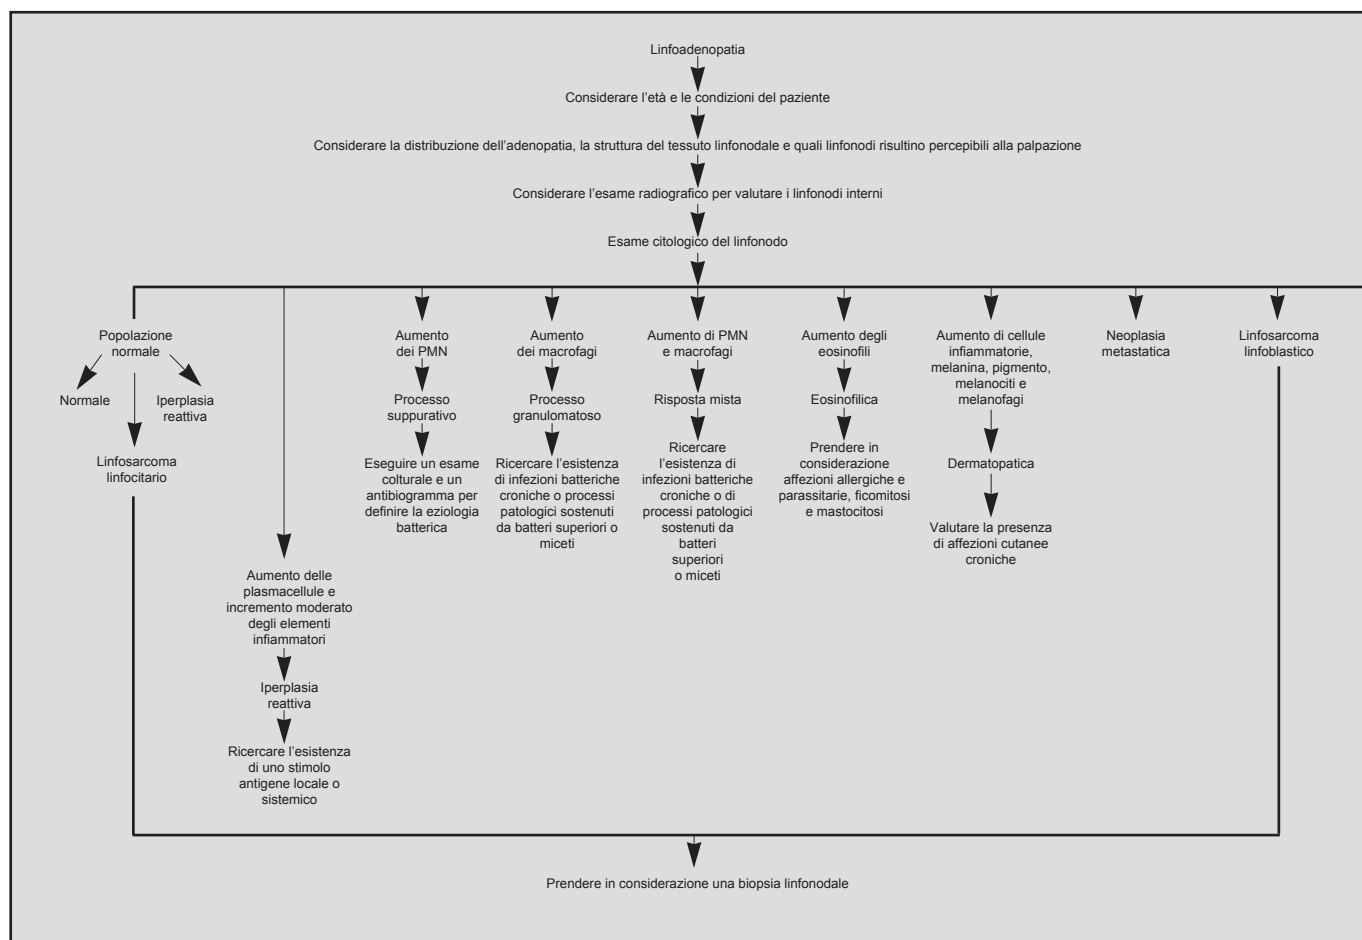 Linfoadenopatia
Considerare l'età e le condizioni del paziente
Considerare la distribuzione dell'adenopatia, la struttura del tessuto linfonodale e quali linfonodi risultino percepibili alla palpazione
Considerare l'esame radiografico per valutare i linfonodi interni
Esame citologico del linfonodo
Popolazione
normale
Normale
Iperplasia
reattiva
Linfosarcoma
linfocitario
Aumento delle
plasmacellule e
incremento moderato
degli elementi
infiammatori
Iperplasia
reattiva
Ricercare l'esistenza
di uno stimolo
antigene locale o
sistemico
Aumento
dei PMN
Processo
suppurativo
Eseguire un esame
colturale e un
antibiogramma per
definire la eziologia
batterica
Aumento
dei macrofagi
Processo
granulomatoso
Ricercare l'esistenza
di infezioni batteriche
croniche o processi
patologici sostenuti
da batteri superiori o
miceti
Aumento di PMN
e macrofagi
Risposta mista
Ricercare
l'esistenza di
infezioni batteriche
croniche o di
processi patologici
sostenuti da
batteri
superiori
o miceti
Aumento degli
eosinofili
Eosinofilica
Prendere in
considerazione
affezioni allergiche e
parassitarie, ficomitosi
e mastocitosi
Aumento di cellule
infiammatorie,
melanina, pigmento,
melanociti e
melanofagi
Dermatopatica
Valutare la presenza
di affezioni cutanee
croniche
Neoplasia
metastatica
Linfosarcoma
linfoblastico
Prendere in considerazione una biopsia linfonodale